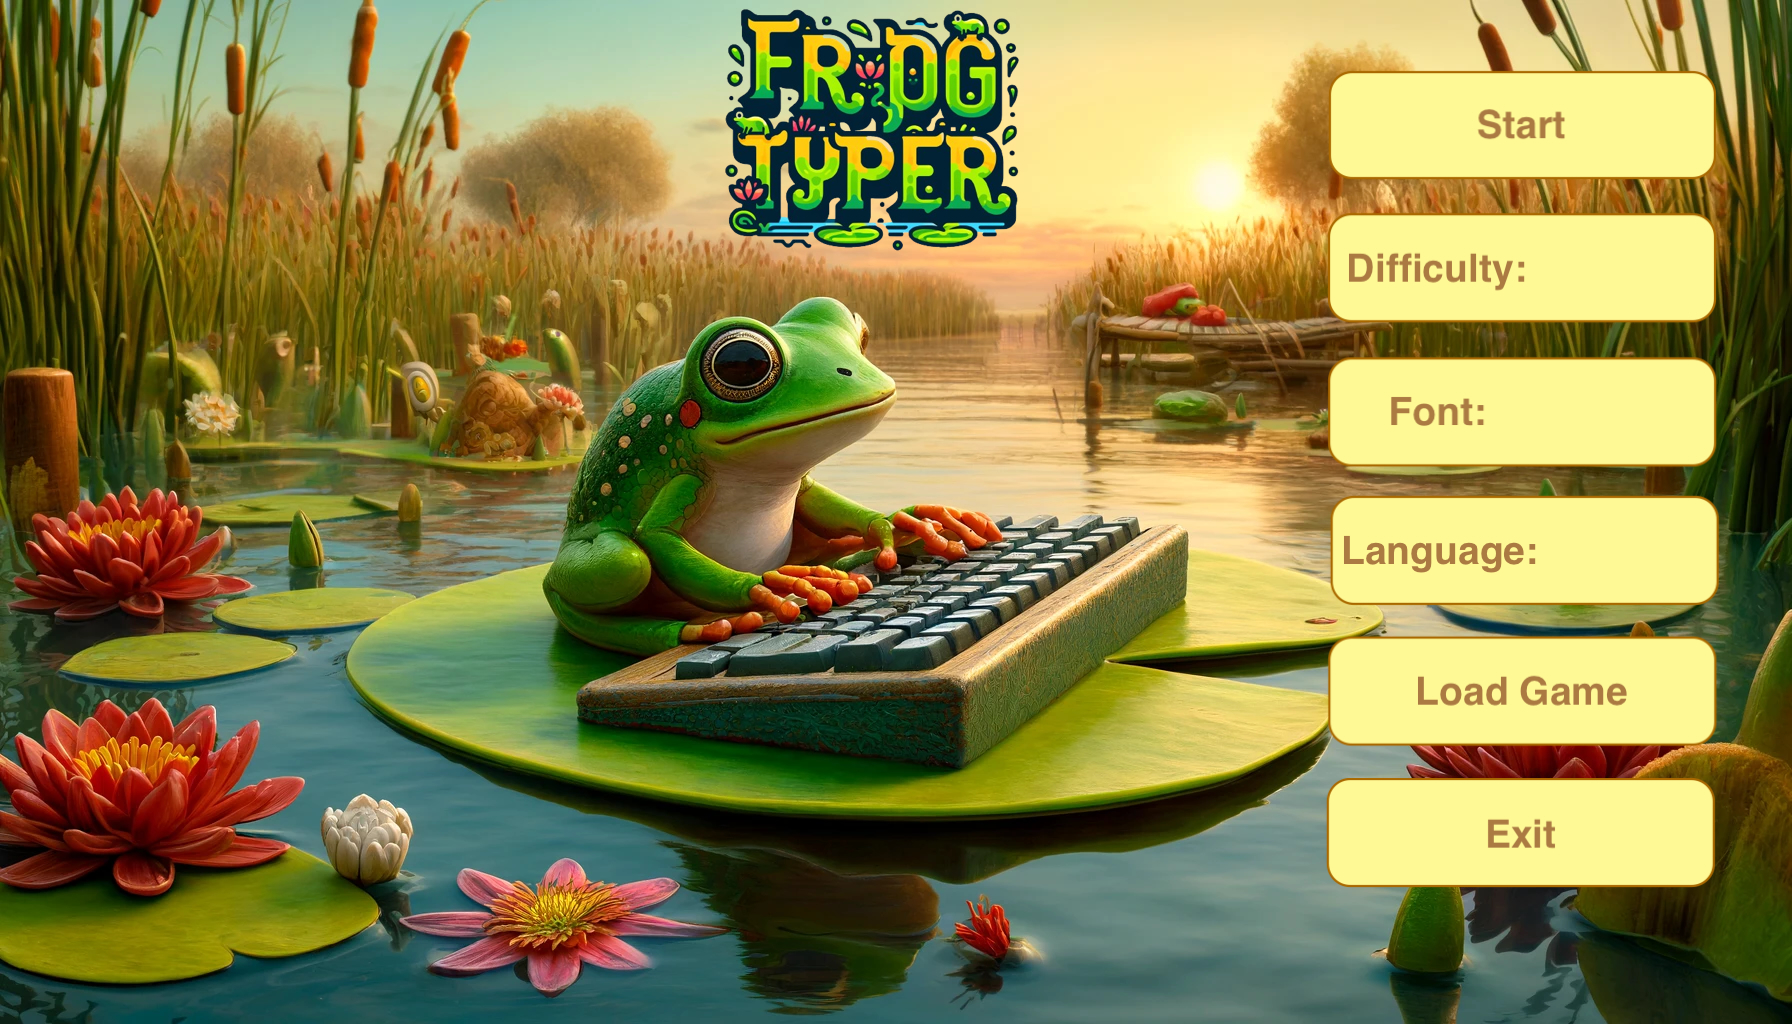 FROG
TYPER
Start
Difficulty:
Font:
Language:
Load Game
Exit